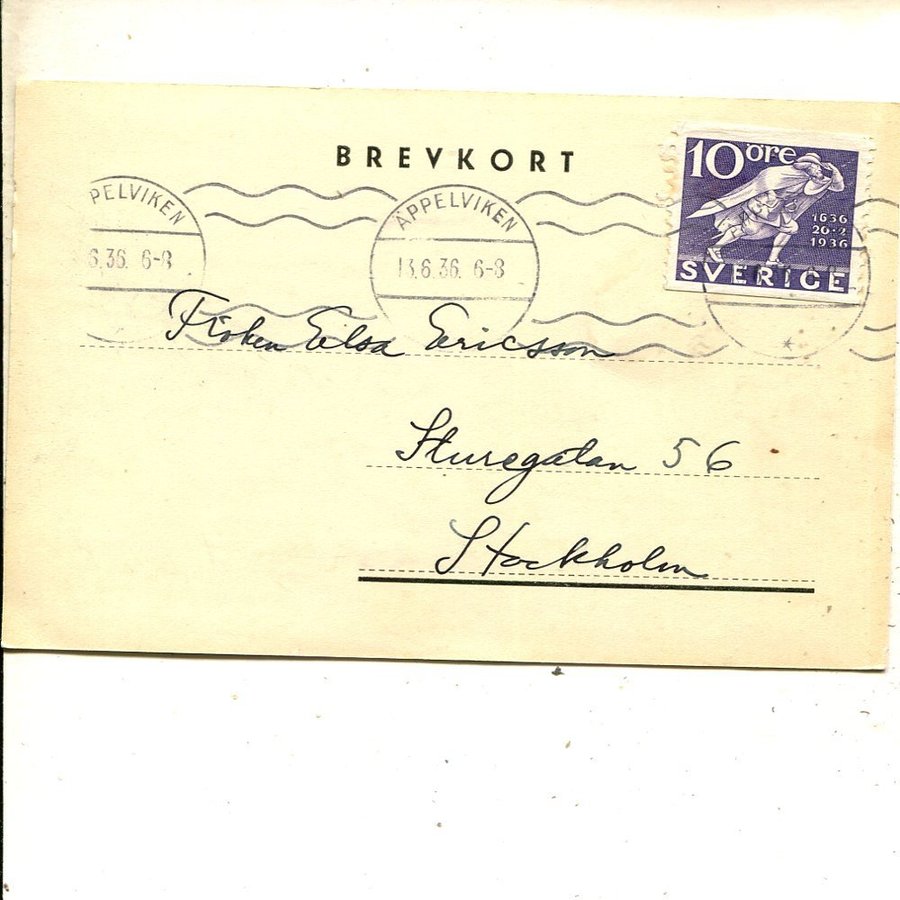 BREVKORT
10 öre
1636
20·2
1936
SVERIGE
PELVIKEN
6.36. 6-8
ÄPPELVIKEN
13.6.36. 6-8
Fröken Elsa Ericsson
Sturegatan 56
Stockholm